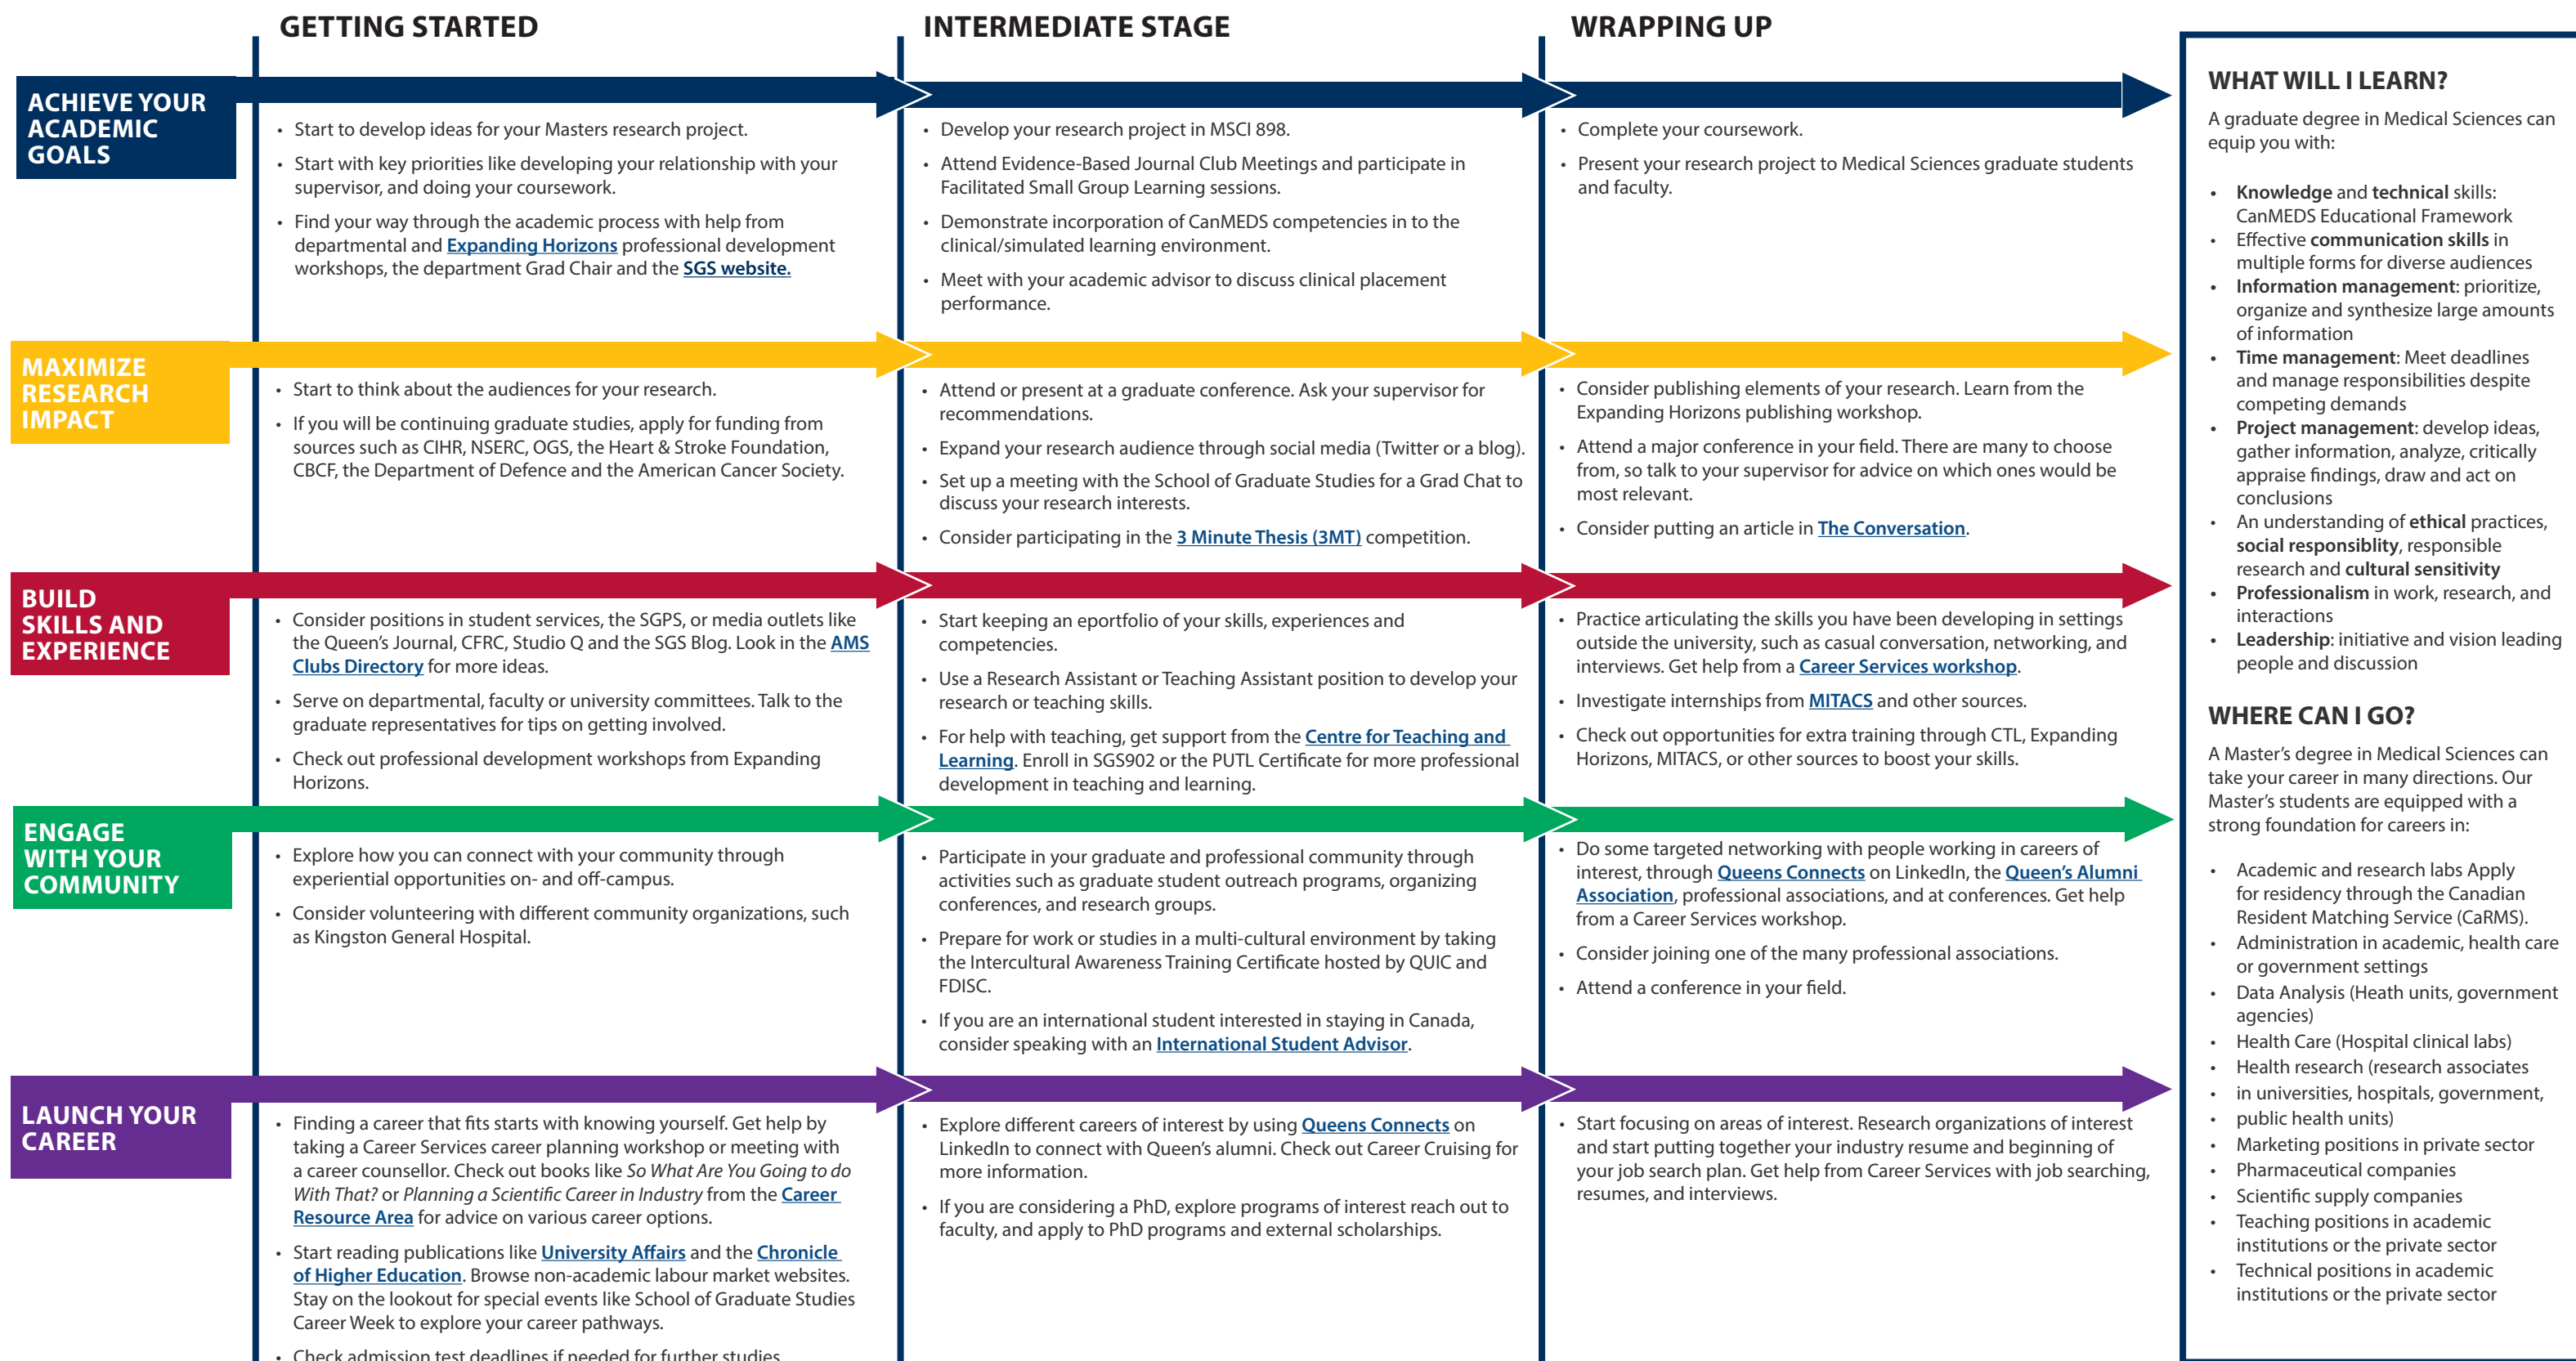 GETTING STARTED
INTERMEDIATE STAGE
WRAPPING UP
ACHIEVE YOUR
ACADEMIC
GOALS
• Start to develop ideas for your Masters research project.
• Start with key priorities like developing your relationship with your
supervisor, and doing your coursework.
• Find your way through the academic process with help from
departmental and Expanding Horizons professional development
workshops, the department Grad Chair and the SGS website.
• Develop your research project in MSCI 898.
• Attend Evidence-Based Journal Club Meetings and participate in
Facilitated Small Group Learning sessions.
• Demonstrate incorporation of CanMEDS competencies in to the
clinical/simulated learning environment.
• Meet with your academic advisor to discuss clinical placement
performance.
• Complete your coursework.
• Present your research project to Medical Sciences graduate students
and faculty.
MAXIMIZE
RESEARCH
IMPACT
• Start to think about the audiences for your research.
• If you will be continuing graduate studies, apply for funding from
sources such as CIHR, NSERC, OGS, the Heart & Stroke Foundation,
CBCF, the Department of Defence and the American Cancer Society.
• Attend or present at a graduate conference. Ask your supervisor for
recommendations.
• Expand your research audience through social media (Twitter or a blog).
• Set up a meeting with the School of Graduate Studies for a Grad Chat to
discuss your research interests.
• Consider participating in the 3 Minute Thesis (3MT) competition.
• Consider publishing elements of your research. Learn from the
Expanding Horizons publishing workshop.
• Attend a major conference in your field. There are many to choose
from, so talk to your supervisor for advice on which ones would be
most relevant.
• Consider putting an article in The Conversation.
BUILD
SKILLS AND
EXPERIENCE
• Consider positions in student services, the SGPS, or media outlets like
the Queen's Journal, CFRC, Studio Q and the SGS Blog. Look in the AMS
Clubs Directory for more ideas.
• Serve on departmental, faculty or university committees. Talk to the
graduate representatives for tips on getting involved.
• Check out professional development workshops from Expanding
Horizons.
• Start keeping an eportfolio of your skills, experiences and
competencies.
• Use a Research Assistant or Teaching Assistant position to develop your
research or teaching skills.
• For help with teaching, get support from the Centre for Teaching and
Learning. Enroll in SGS902 or the PUTL Certificate for more professional
development in teaching and learning.
• Practice articulating the skills you have been developing in settings
outside the university, such as casual conversation, networking, and
interviews. Get help from a Career Services workshop.
• Investigate internships from MITACS and other sources.
• Check out opportunities for extra training through CTL, Expanding
Horizons, MITACS, or other sources to boost your skills.
ENGAGE
WITH YOUR
COMMUNITY
• Explore how you can connect with your community through
experiential opportunities on- and off-campus.
• Consider volunteering with different community organizations, such
as Kingston General Hospital.
• Participate in your graduate and professional community through
activities such as graduate student outreach programs, organizing
conferences, and research groups.
• Prepare for work or studies in a multi-cultural environment by taking
the Intercultural Awareness Training Certificate hosted by QUIC and
FDISC.
• If you are an international student interested in staying in Canada,
consider speaking with an International Student Advisor.
• Do some targeted networking with people working in careers of
interest, through Queens Connects on LinkedIn, the Queen's Alumni
Association, professional associations, and at conferences. Get help
from a Career Services workshop.
• Consider joining one of the many professional associations.
• Attend a conference in your field.
LAUNCH YOUR
CAREER
• Finding a career that fits starts with knowing yourself. Get help by
taking a Career Services career planning workshop or meeting with
a career counsellor. Check out books like So What Are You Going to do
With That? or Planning a Scientific Career in Industry from the Career
Resource Area for advice on various career options.
• Start reading publications like University Affairs and the Chronicle
of Higher Education. Browse non-academic labour market websites.
Stay on the lookout for special events like School of Graduate Studies
Career Week to explore your career pathways.
• Check admission test deadlines if needed for further studies
• Explore different careers of interest by using Queens Connects on
LinkedIn to connect with Queen's alumni. Check out Career Cruising for
more information.
• If you are considering a PhD, explore programs of interest reach out to
faculty, and apply to PhD programs and external scholarships.
• Start focusing on areas of interest. Research organizations of interest
and start putting together your industry resume and beginning of
your job search plan. Get help from Career Services with job searching,
resumes, and interviews.
WHAT WILL I LEARN?
A graduate degree in Medical Sciences can
equip you with:
• Knowledge and technical skills:
CanMEDS Educational Framework
• Effective communication skills in
multiple forms for diverse audiences
• Information management: prioritize,
organize and synthesize large amounts
of information
• Time management: Meet deadlines
and manage responsibilities despite
competing demands
• Project management: develop ideas,
gather information, analyze, critically
appraise findings, draw and act on
conclusions
• An understanding of ethical practices,
social responsiblity, responsible
research and cultural sensitivity
• Professionalism in work, research, and
interactions
• Leadership: initiative and vision leading
people and discussion
WHERE CAN I GO?
A Master's degree in Medical Sciences can
take your career in many directions. Our
Master's students are equipped with a
strong foundation for careers in:
• Academic and research labs Apply
for residency through the Canadian
Resident Matching Service (CaRMS).
• Administration in academic, health care
or government settings
• Data Analysis (Heath units, government
agencies)
• Health Care (Hospital clinical labs)
• Health research (research associates
• in universities, hospitals, government,
• public health units)
• Marketing positions in private sector
• Pharmaceutical companies
• Scientific supply companies
• Teaching positions in academic
institutions or the private sector
• Technical positions in academic
institutions or the private sector